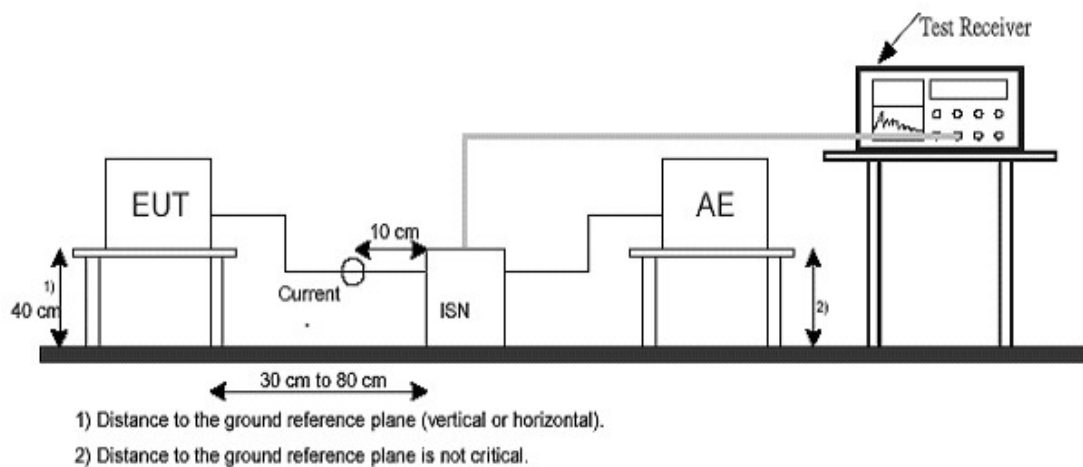 Test Receiver
EUT
AE
10 cm
1)
40 cm
Current
ISN
2)
30 cm to 80 cm
1) Distance to the ground reference plane (vertical or horizontal).
2) Distance to the ground reference plane is not critical.